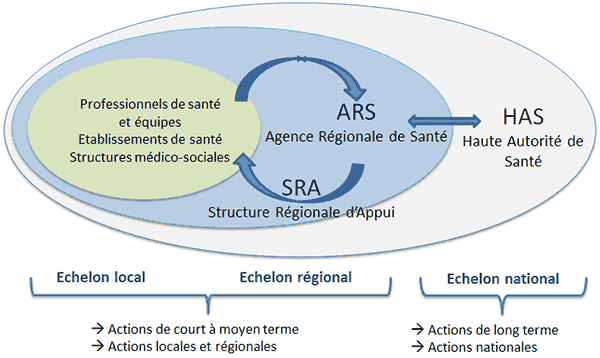 Professionnels de santé
et équipes
Etablissements de santé
Structures médico-sociales
ARS
Agence Régionale de Santé
SRA
Structure Régionale d'Appui
HAS
Haute Autorité de
Santé
Echelon local
Echelon régional
Echelon national
→ Actions de court à moyen terme
→ Actions locales et régionales
→ Actions de long terme
→ Actions nationales